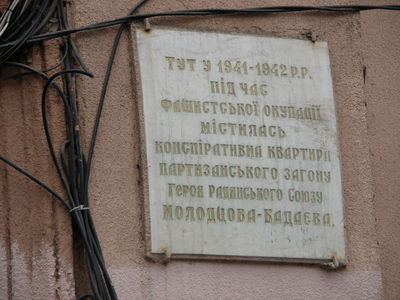 ТУТ У 1941-1942 Р.Р.
ПІД ЧАС
ФАШИСТСЬКОЇ ОКУПАЦІЇ
МІСТИЛАСЬ
КОНСПІРАТИВНА КВАРТИРА
ПАРТИЗАНСЬКОГО ЗАГОНУ
ГЕРОЯ РАДЯНСЬКОГО СОЮЗУ
МОЛОДЦОВА-БАДАЄВА.